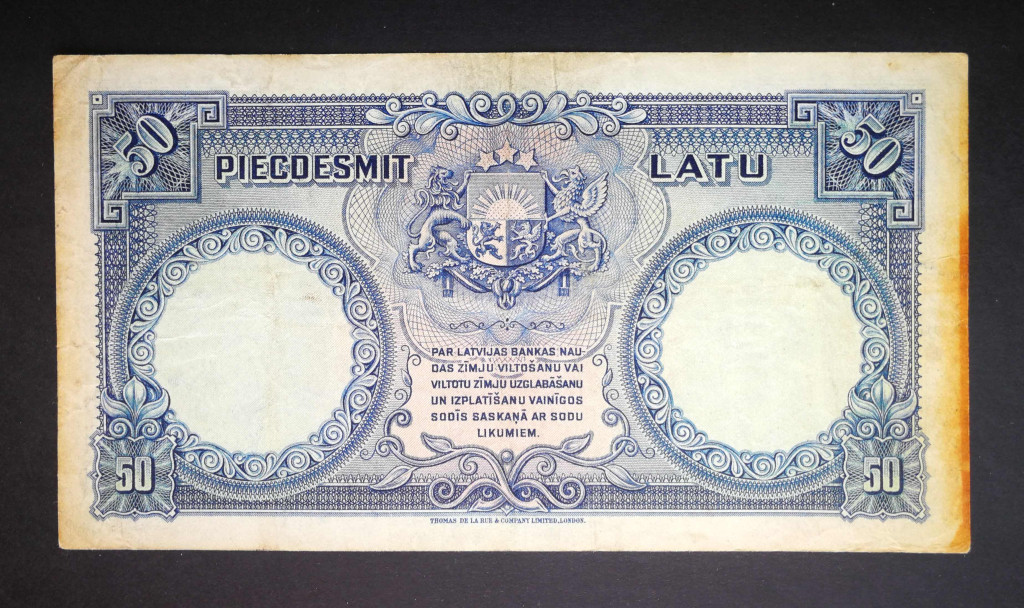 50
50
PIECDESMIT LATU
PAR LATVIJAS BANKAS NAU-
DAS ZĪMJU VILTOŠANU VAI
VILTOTU ZĪMJU UZGLABĀŠANU
UN IZPLATĪŠANU VAINĪGOS
SODĪS SASKAŅĀ AR SODU
LIKUMIEM.
50
50
THOMAS DE LA RUE & COMPANY LIMITED, LONDON.